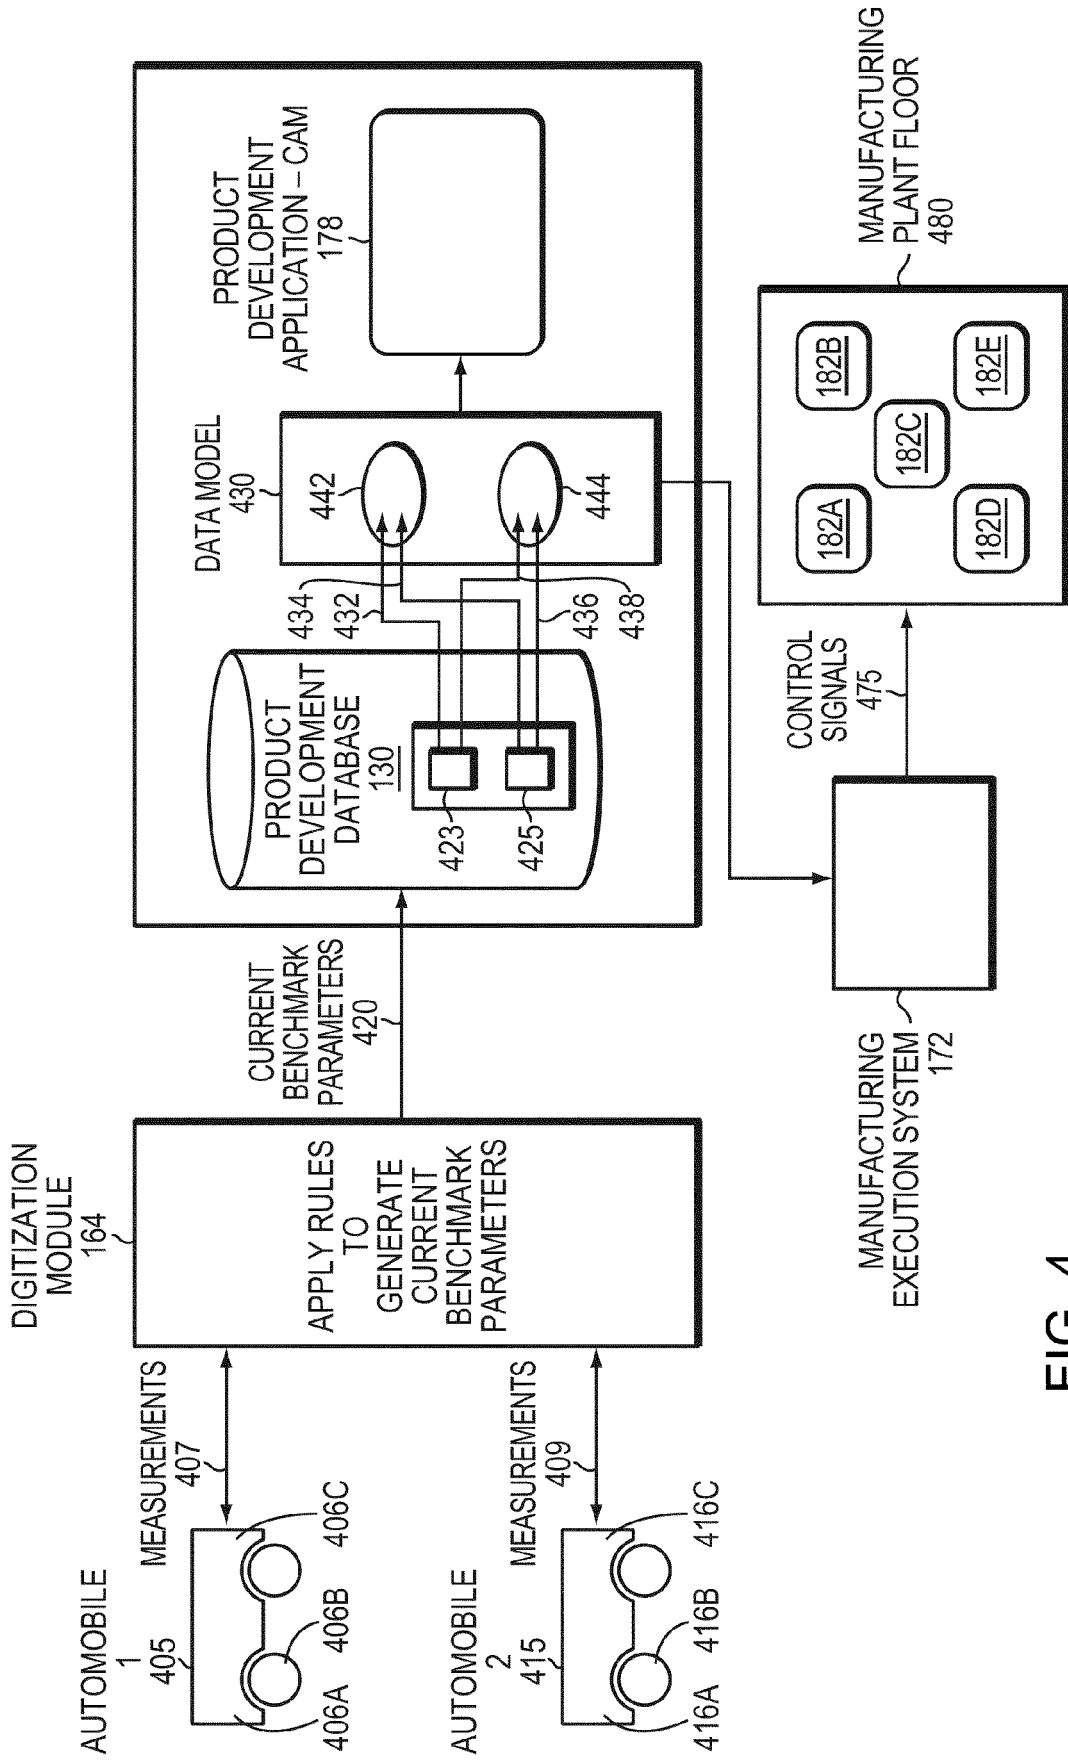 AUTOMOBILE
1
405
MEASUREMENTS
407
406A
406B
406C
AUTOMOBILE
2
415
MEASUREMENTS
409
416A
416B
416C
DIGITIZATION
MODULE
164
APPLY RULES
TO
GENERATE
CURRENT
BENCHMARK
PARAMETERS
CURRENT
BENCHMARK
PARAMETERS
420
PRODUCT
DEVELOPMENT
DATABASE
130
423
425
434
432
436
438
DATA MODEL
430
442
444
PRODUCT
DEVELOPMENT
APPLICATION – CAM
178
MANUFACTURING
EXECUTION SYSTEM
172
CONTROL
SIGNALS
475
MANUFACTURING
PLANT FLOOR
480
182A
182B
182C
182D
182E
FIG. 4